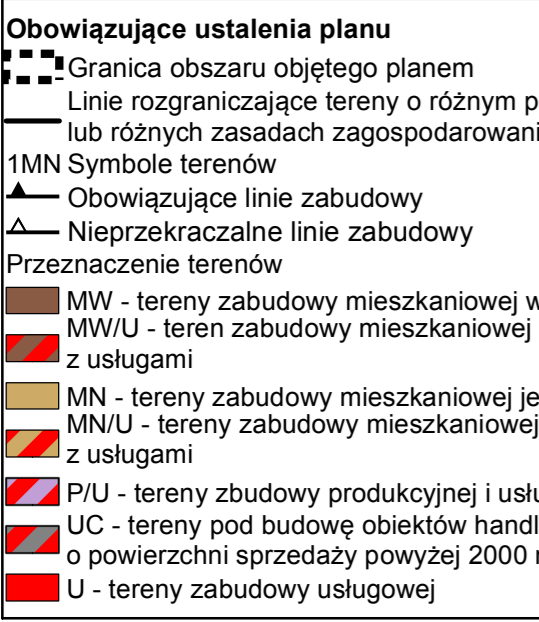 Obowiązujące ustalenia planu
Granica obszaru objętego planem
Linie rozgraniczające tereny o różnym p
lub różnych zasadach zagospodarowani
1MN Symbole terenów
Obowiązujące linie zabudowy
Nieprzekraczalne linie zabudowy
Przeznaczenie terenów
MW - tereny zabudowy mieszkaniowej w
MW/U - teren zabudowy mieszkaniowej
z usługami
MN - tereny zabudowy mieszkaniowej je
MN/U - tereny zabudowy mieszkaniowej
z usługami
P/U - tereny zbudowy produkcyjnej i usłu
UC - tereny pod budowę obiektów handl
o powierzchni sprzedaży powyżej 2000
U - tereny zabudowy usługowej